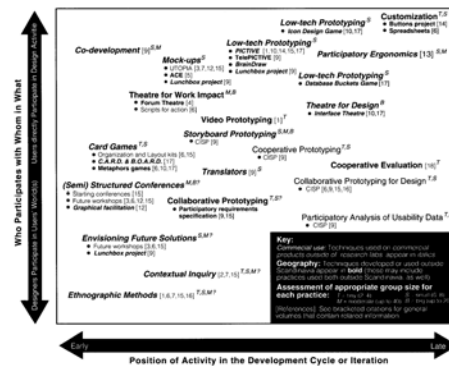 Low-tech Prototyping S
• Icon Design Game [10,17]
Customization T,S
• Buttons project [14]
• Spreadsheets [6]
Co-development [9] S,M
Low-tech Prototyping S
• PICTIVE [1,10,14,15,17]
• TelePICTIVE [9]
• BrainDraw
• Lunchbox project [9]
Participatory Ergonomics [13] S,M
Mock-ups S
• UTOPIA [3,7,12,15]
• ACE [5]
• Lunchbox project [9]
Low-tech Prototyping S
• Database Buckets Game [17]
Theatre for Work Impact M,B
• Forum Theatre [4]
• Scripts for action [6]
Theatre for Design B
• Interface Theatre [10,17]
Video Prototyping [1] T
Storyboard Prototyping S,M,B
• CISP [9]
Card Games T,S
• Organization and Layout kits [6,15]
• C.A.R.D. & B.O.A.R.D. [17]
• Metaphors games [6,10,17]
Cooperative Prototyping T,S
• CISP [9]
Cooperative Evaluation [16] T
Translators [9] S
(Semi) Structured Conferences M,B?
• Starting conferences [15]
• Future workshops [3,6,12,15]
• Graphical facilitation [12]
Collaborative Prototyping for Design T,S
• CISP [6,9,15,16]
Collaborative Prototyping T,S?
• Participatory requirements
specification [9,15]
Participatory Analysis of Usability Data T,S
• CISP [9]
Envisioning Future Solutions S,M?
• Future workshops [3,6,15]
• Lunchbox project [9]
Contextual Inquiry [2,7,15] T,S,M?
Ethnographic Methods [1,6,7,15,16] T,S,M?
Key:
Commercial use: Techniques used on commercial products
outside of research labs appear in italics
Geography: Techniques developed or used outside
Scandinavia appear in bold (these may include
practices used both outside Scandinavia as well)
Assessment of appropriate group size for
each practice:
[References]: See bracketed citations for general
volumes that contain related information.
Who Participates with Whom in What
Users directly Participate in Design Activities
Designers Participate in Users' World(s)
Early
Late
Position of Activity in the Development Cycle or Iteration